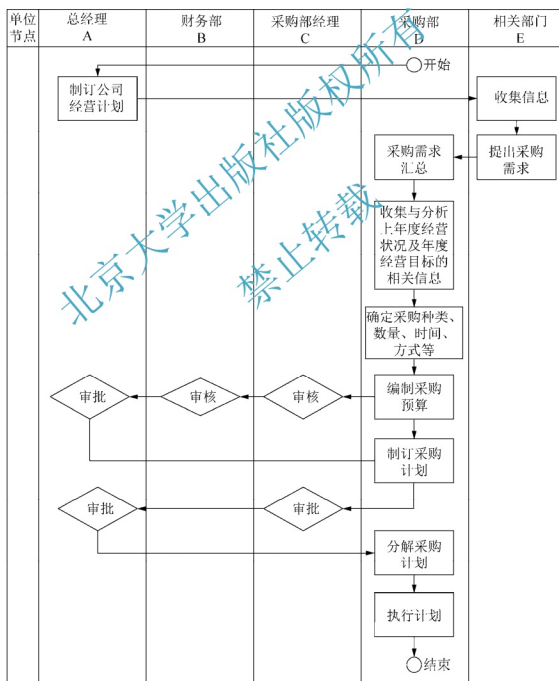 单位
节点
总经理
A
财务部
B
采购部经理
C
采购部
D
相关部门
E
开始
制订公司
经营计划
收集信息
采购需求
汇总
提出采购
需求
收集与分析
上年度经营
状况及年度
经营目标的
相关信息
确定采购种类、
数量、时间、
方式等
审批
审核
审核
编制采购
预算
制订采购
计划
审批
审批
分解采购
计划
执行计划
结束
北京大学出版社版权所有
禁止转载